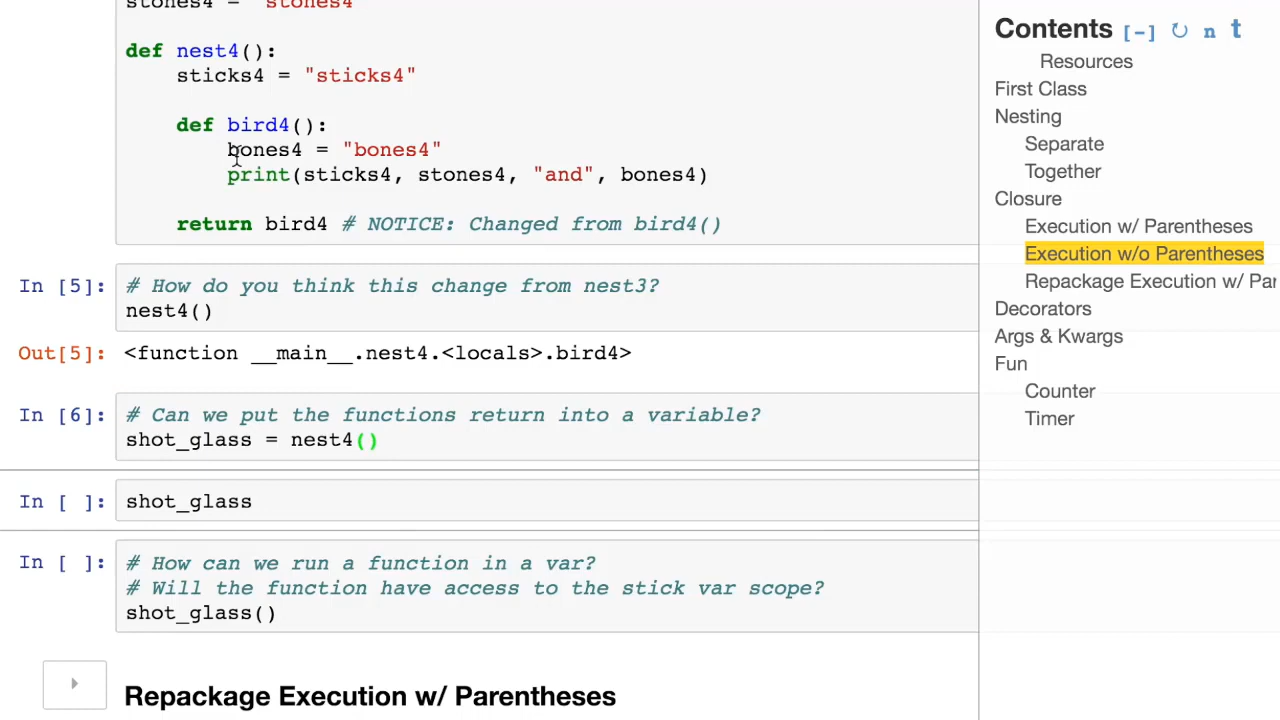 stones4 = "stones4"
def nest4():
sticks4 = "sticks4"
def bird4():
bones4 = "bones4"
print(sticks4, stones4, "and", bones4)
return bird4 # NOTICE: Changed from bird4()
In [5]: # How do you think this change from nest3?
nest4()
Out[5]: <function __main__.nest4.<locals>.bird4>
In [6]: # Can we put the functions return into a variable?
shot_glass = nest4()
In [ ]: shot_glass
In [ ]: # How can we run a function in a var?
# Will the function have access to the stick var scope?
shot_glass()
Repackage Execution w/ Parentheses
Contents [-] ↻ n t
Resources
First Class
Nesting
Separate
Together
Closure
Execution w/ Parentheses
Execution w/o Parentheses
Repackage Execution w/ Par
Decorators
Args & Kwargs
Fun
Counter
Timer